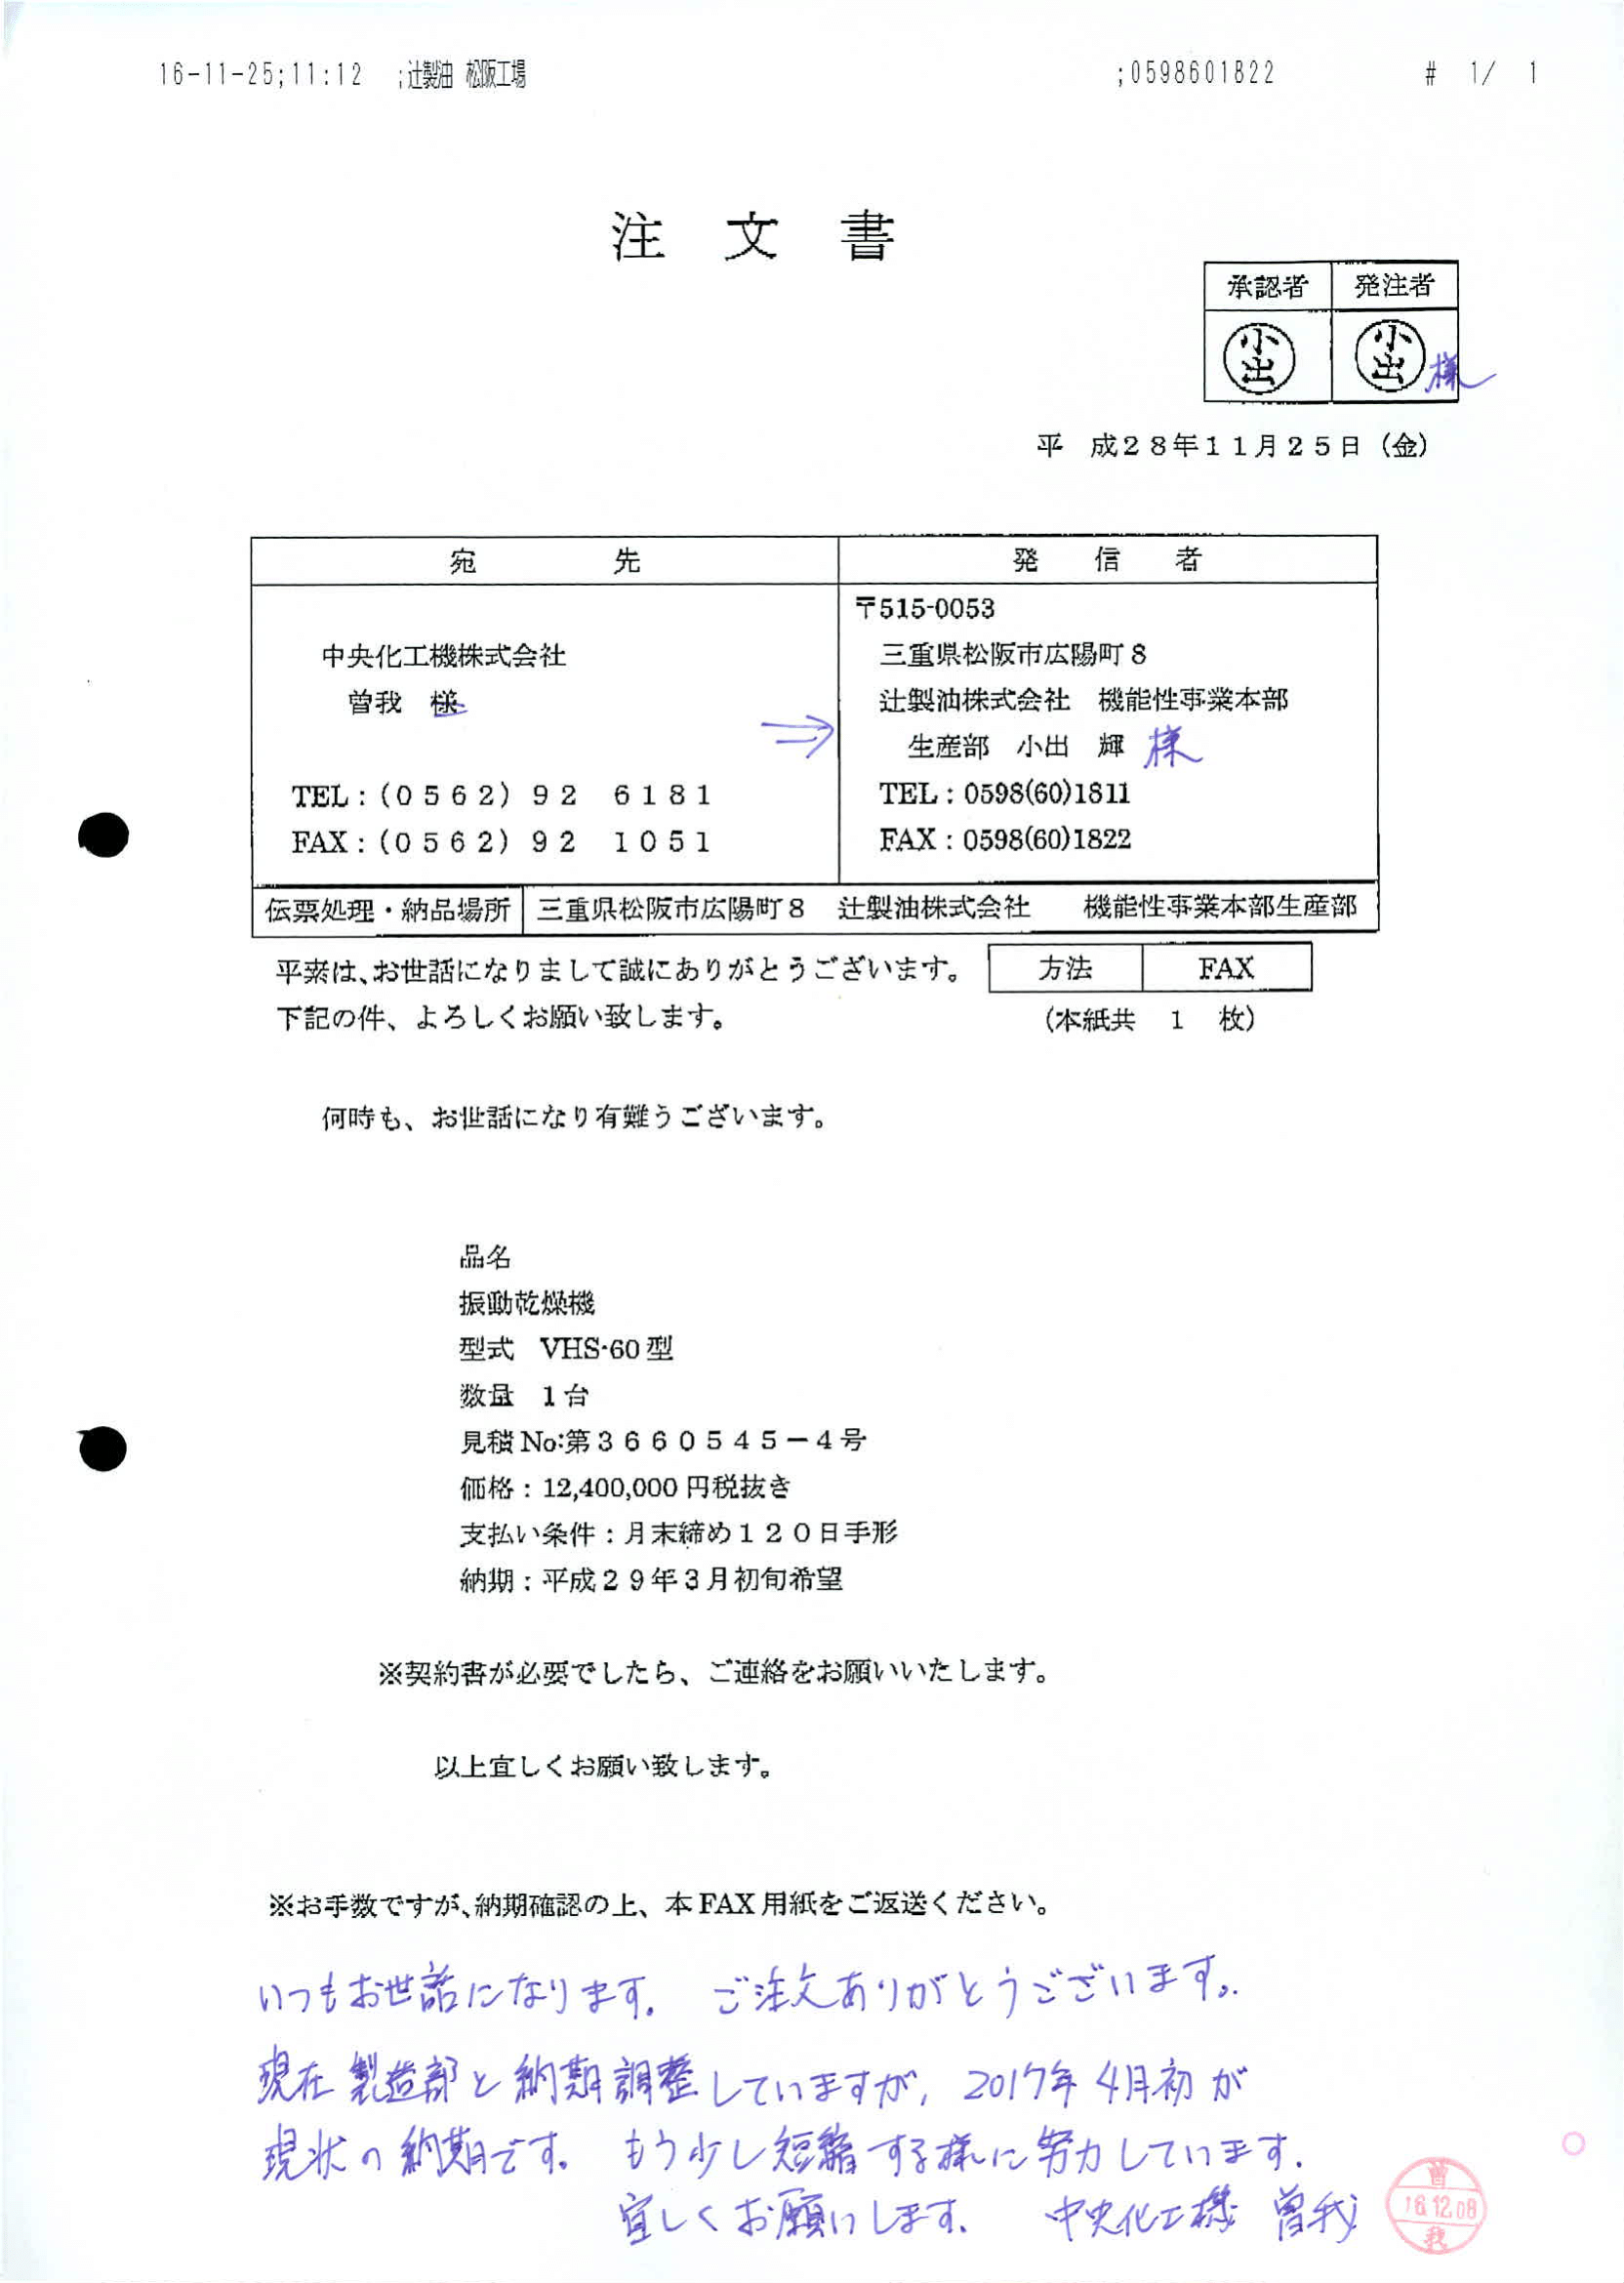 16-11-25;11:12 ;辻製油 松阪工場 ;0598601822 # 1/ 1
注 文 書
承認者 発注者
小出 小出 様
平 成28年11月25日 (金)
宛 先 発 信 者
〒515-0053
中央化工機株式会社 三重県松阪市広陽町8
曽我 様 辻製油株式会社 機能性事業本部
⇒ 生産部 小出 輝 様
TEL:(0562)92 6181 TEL:0598(60)1811
FAX:(0562)92 1051 FAX:0598(60)1822
伝票処理・納品場所 三重県松阪市広陽町8 辻製油株式会社 機能性事業本部生産部
平素は、お世話になりまして誠にありがとうございます。 方法 FAX
下記の件、よろしくお願い致します。 (本紙共 1 枚)
何時も、お世話になり有難うございます。
品名
振動乾燥機
型式 VHS-60型
数量 1台
見積No:第3660545-4号
価格:12,400,000円税抜き
支払い条件:月末締め120日手形
納期:平成29年3月初旬希望
※契約書が必要でしたら、ご連絡をお願いいたします。
以上宜しくお願い致します。
※お手数ですが、納期確認の上、本FAX用紙をご返送ください。
いつもお世話になります。 ご注文ありがとうございます。
現在 製造部と納期調整していますが, 2017年4月初が
現状の納期です。 もう少し短縮する様に努力しています.
宜しくお願いします. 中央化工機 曽我
曽
16.12.08
我